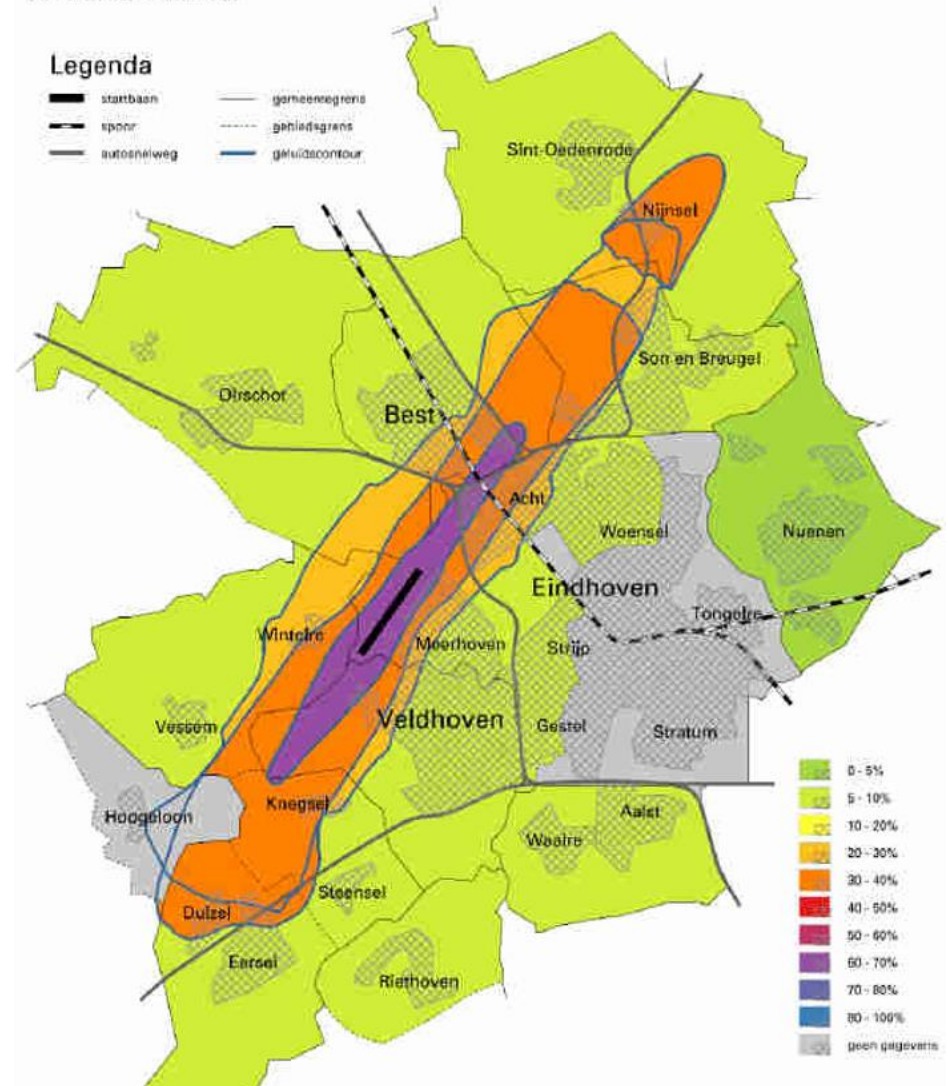 Legenda
startbaan
spoor
autosnelweg
gemeentegrens
gebiedsgrens
geluidscontour
Sint-Oedenrode
Nijnsel
Son en Breugel
Oirschot
Best
Acht
Woensel
Nuenen
Eindhoven
Tongelre
Wintelre
Meerhoven
Strijp
Vessem
Veldhoven
Gestel
Stratum
Hoogeloon
Knegsel
Aalst
Waalre
Steensel
Duizel
Eersel
Riethoven
0 - 5%
5 - 10%
10 - 20%
20 - 30%
30 - 40%
40 - 50%
50 - 60%
60 - 70%
70 - 80%
80 - 100%
geen gegevens